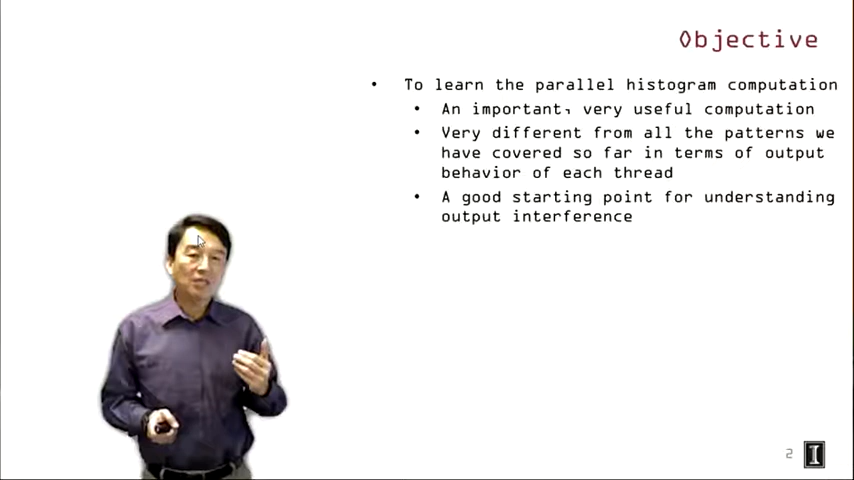 Objective
• To learn the parallel histogram computation
• An important, very useful computation
• Very different from all the patterns we
have covered so far in terms of output
behavior of each thread
• A good starting point for understanding
output interference
2
I